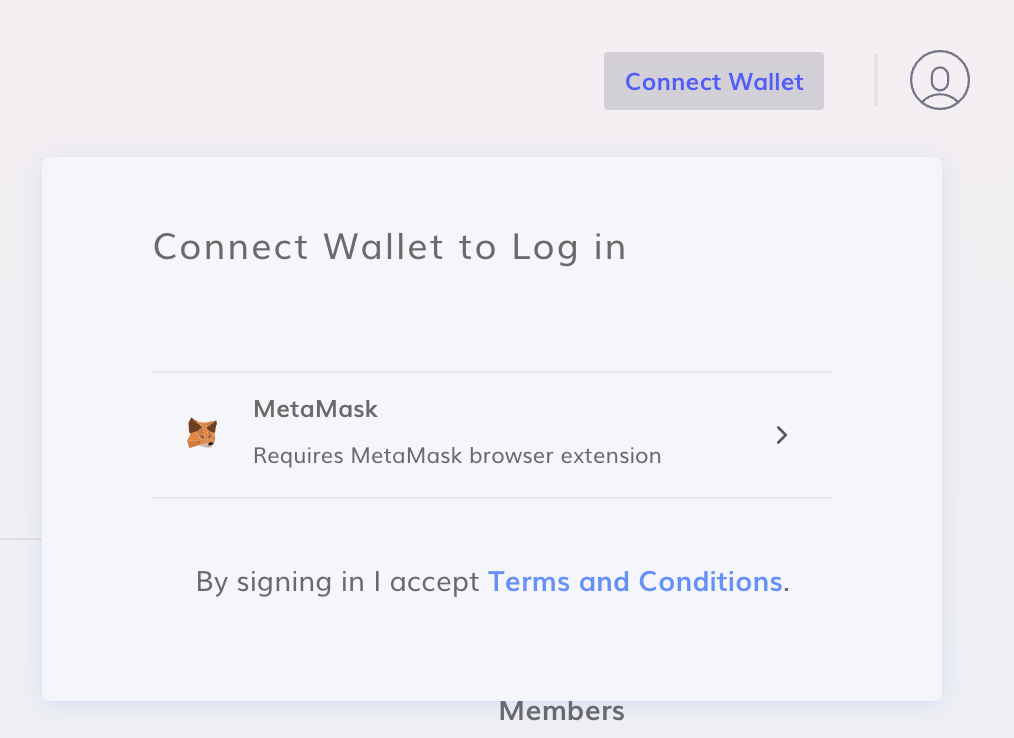 Connect Wallet
Connect Wallet to Log in
MetaMask
Requires MetaMask browser extension
By signing in I accept Terms and Conditions.
Members